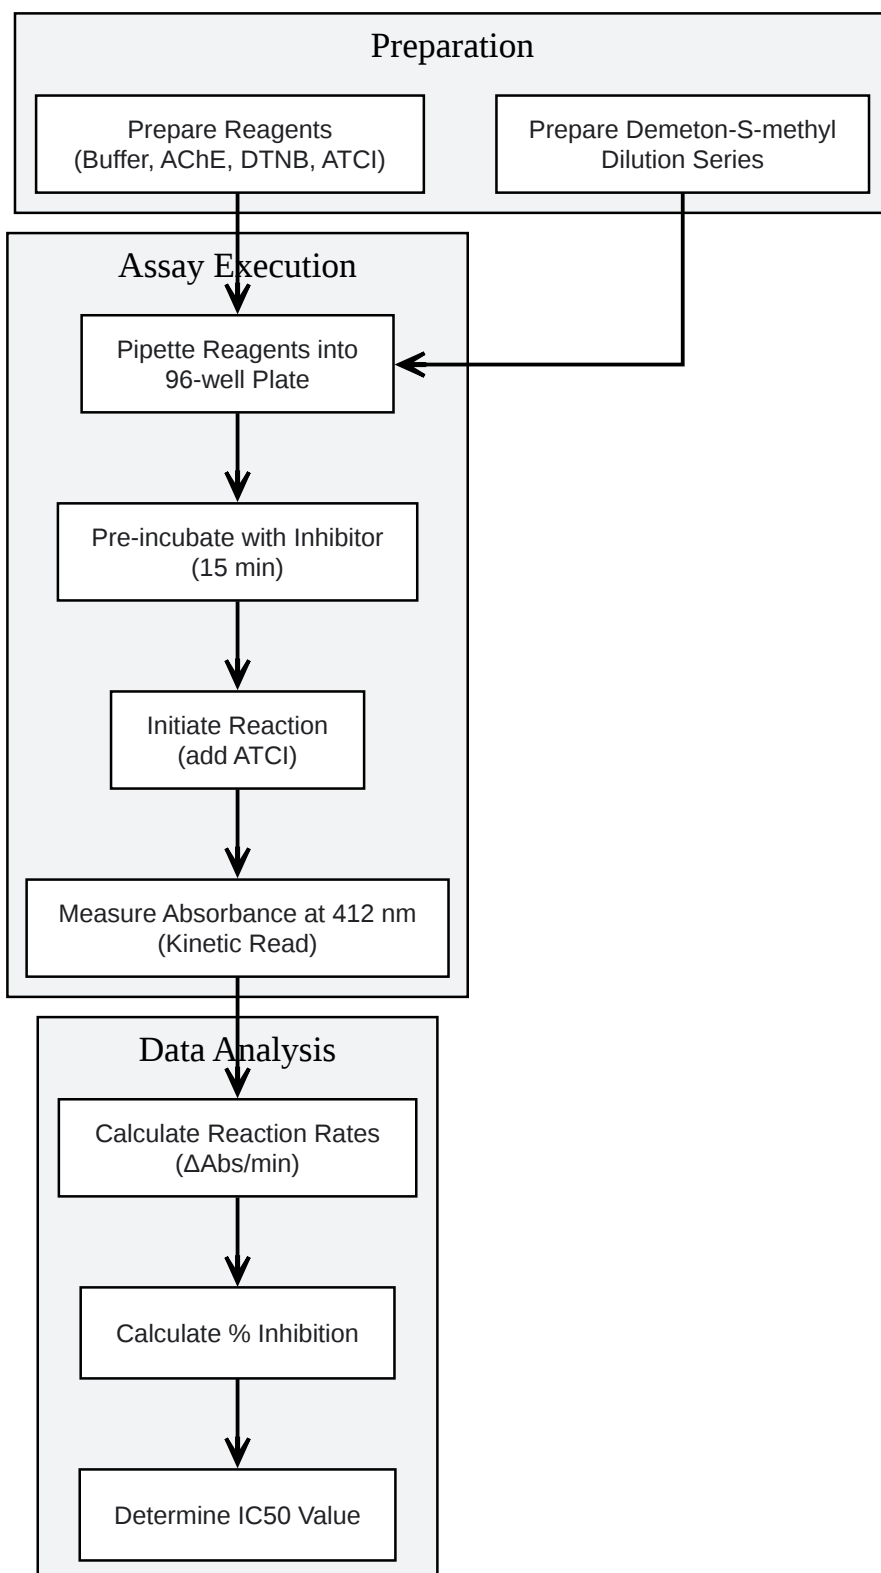 Preparation
Prepare Reagents
(Buffer, AChE, DTNB, ATCI)
Prepare Demeton-S-methyl
Dilution Series
Assay Execution
Pipette Reagents into
96-well Plate
Pre-incubate with Inhibitor
(15 min)
Initiate Reaction
(add ATCI)
Measure Absorbance at 412 nm
(Kinetic Read)
Data Analysis
Calculate Reaction Rates
(ΔAbs/min)
Calculate % Inhibition
Determine IC50 Value